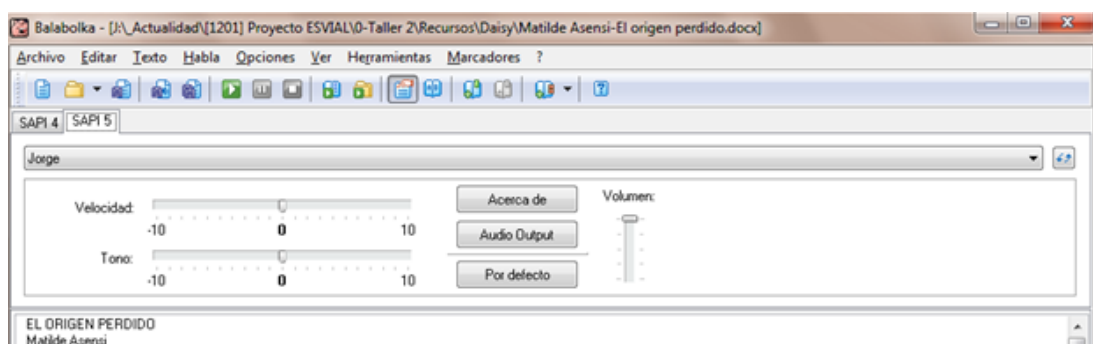 Balabolka - [J:\_Actualidad\[1201] Proyecto ESVIAL\0-Taller 2\Recursos\Daisy\Matilde Asensi-El origen perdido.docx]
Archivo Editar Texto Habla Opciones Ver Herramientas Marcadores ?
SAPI 4 SAPI 5
Jorge
Velocidad:
-10 0 10
Tono:
-10 0 10
Acerca de
Audio Output
Por defecto
Volumen:
EL ORIGEN PERDIDO
Matilde Asensi